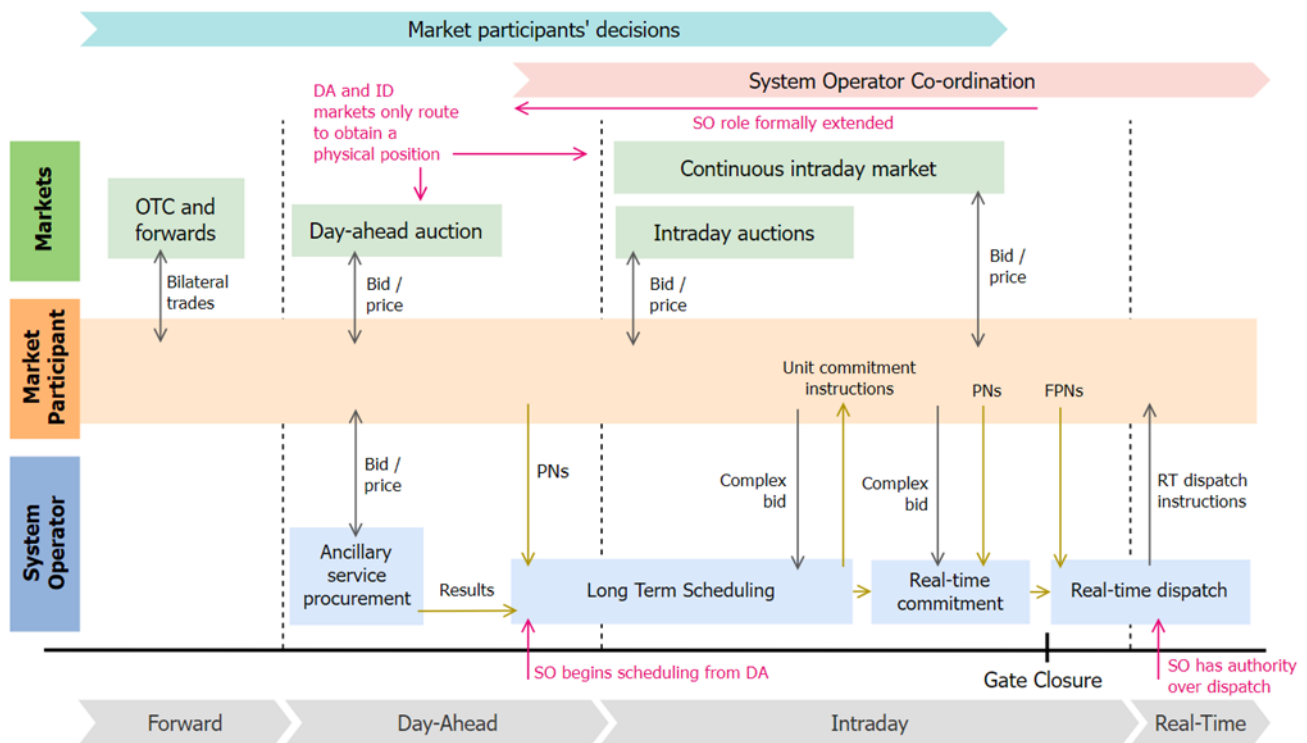 Market participants' decisions
System Operator Co-ordination
DA and ID
markets only route
to obtain a
physical position
SO role formally extended
Markets
OTC and
forwards
Day-ahead auction
Continuous intraday market
Intraday auctions
Bilateral
trades
Bid /
price
Bid /
price
Bid /
price
Market
Participant
Unit commitment
instructions
PNs
FPNs
System
Operator
Bid /
price
PNs
Complex
bid
Complex
bid
RT dispatch
instructions
Ancillary
service
procurement
Results
Long Term Scheduling
Real-time
commitment
Real-time dispatch
SO begins scheduling from DA
Gate Closure
SO has authority
over dispatch
Forward
Day-Ahead
Intraday
Real-Time